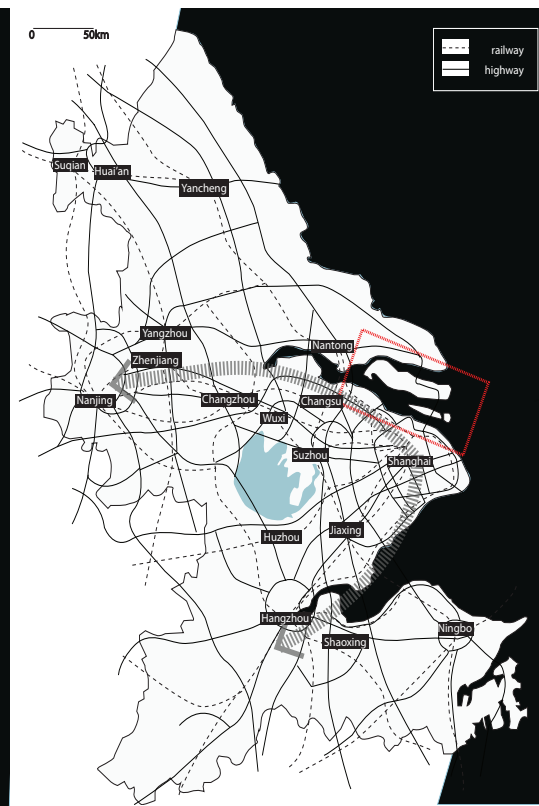 0 50km
railway
highway
Suqian
Huai'an
Yancheng
Yangzhou
Nantong
Zhenjiang
Nanjing
Changzhou
Changsu
Wuxi
Suzhou
Shanghai
Jiaxing
Huzhou
Hangzhou
Ningbo
Shaoxing